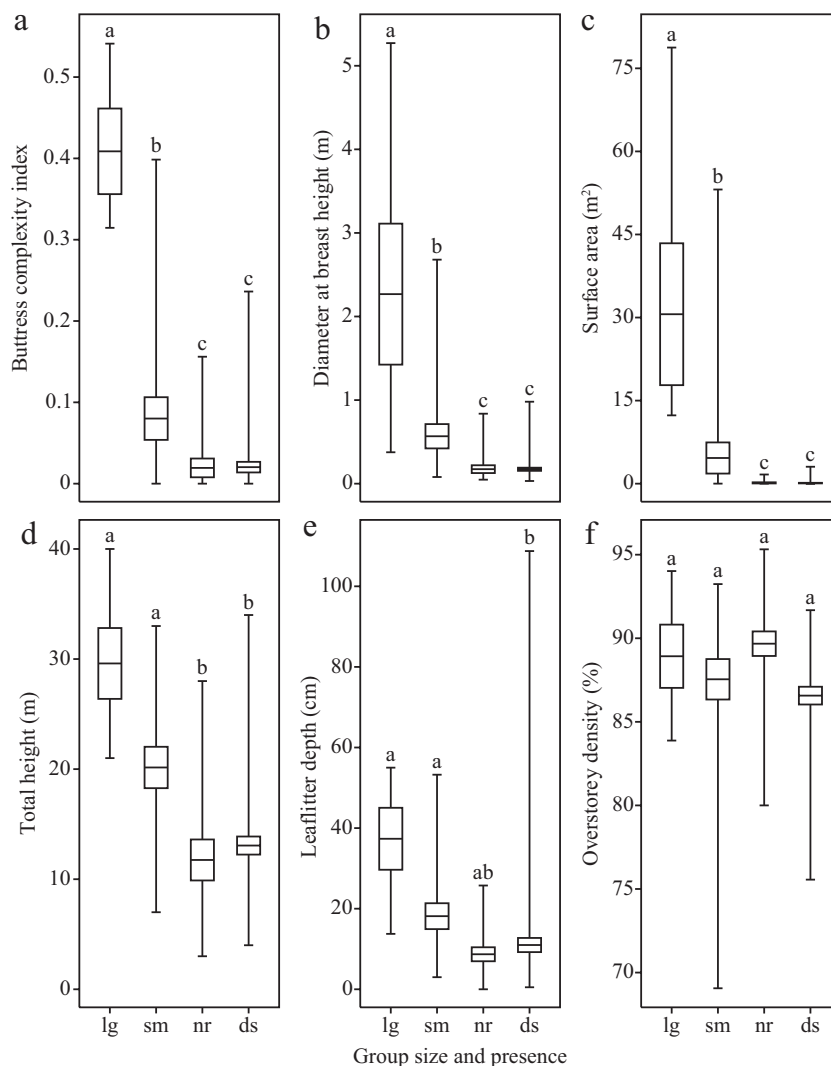 a
Buttress complexity index
0.5
0.4
0.3
0.2
0.1
0
a
b
c
c
b
Diameter at breast height (m)
5
4
3
2
1
0
a
b
c
c
c
Surface area (m²)
75
60
45
30
15
0
a
b
c
c
d
Total height (m)
40
30
20
10
0
a
a
b
b
lg sm nr ds
e
Leaflitter depth (cm)
100
80
60
40
20
0
a
a
ab
b
lg sm nr ds
f
Overstorey density (%)
95
90
85
80
75
70
a
a
a
a
lg sm nr ds
Group size and presence